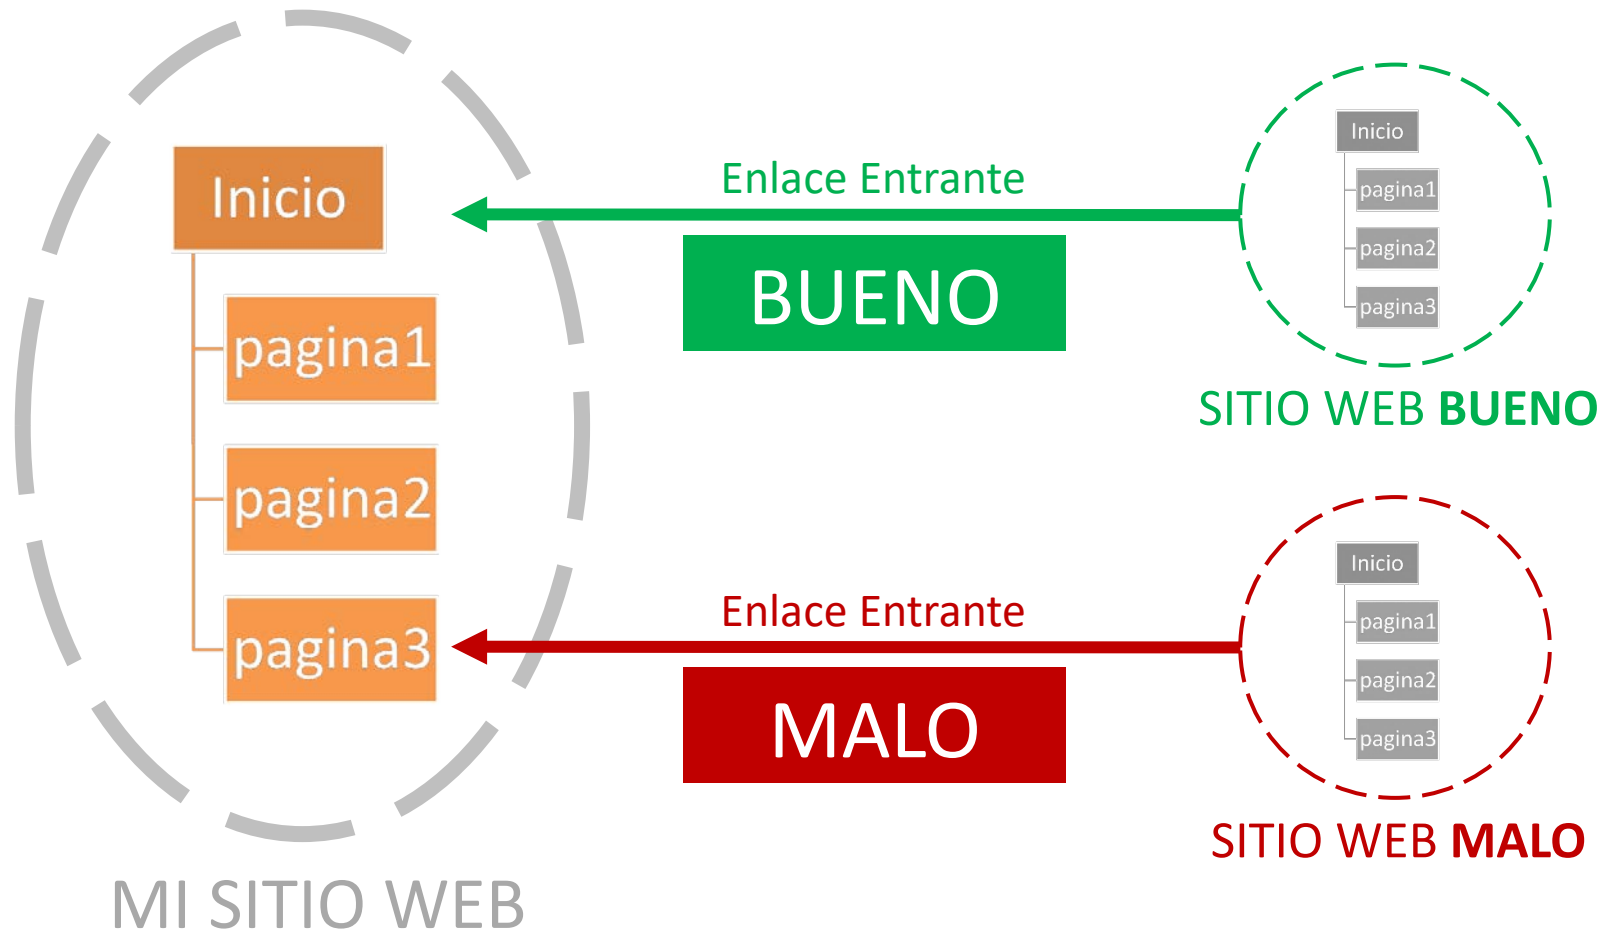 Inicio
pagina1
pagina2
pagina3
MI SITIO WEB
Enlace Entrante
BUENO
Enlace Entrante
MALO
Inicio
pagina1
pagina2
pagina3
SITIO WEB BUENO
Inicio
pagina1
pagina2
pagina3
SITIO WEB MALO